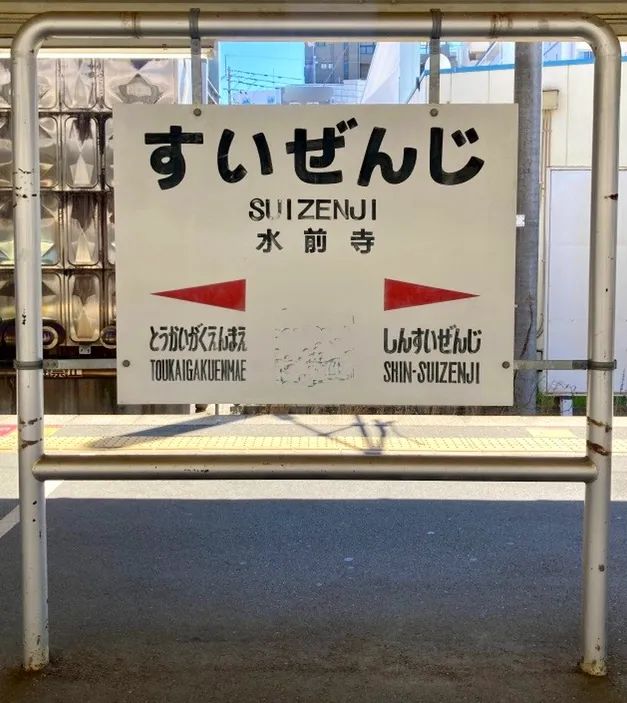 すいぜんじ
SUIZENJI
水前寺
とうかいがくえんまえ
TOUKAIGAKUENMAE
しんすいぜんじ
SHIN-SUIZENJI